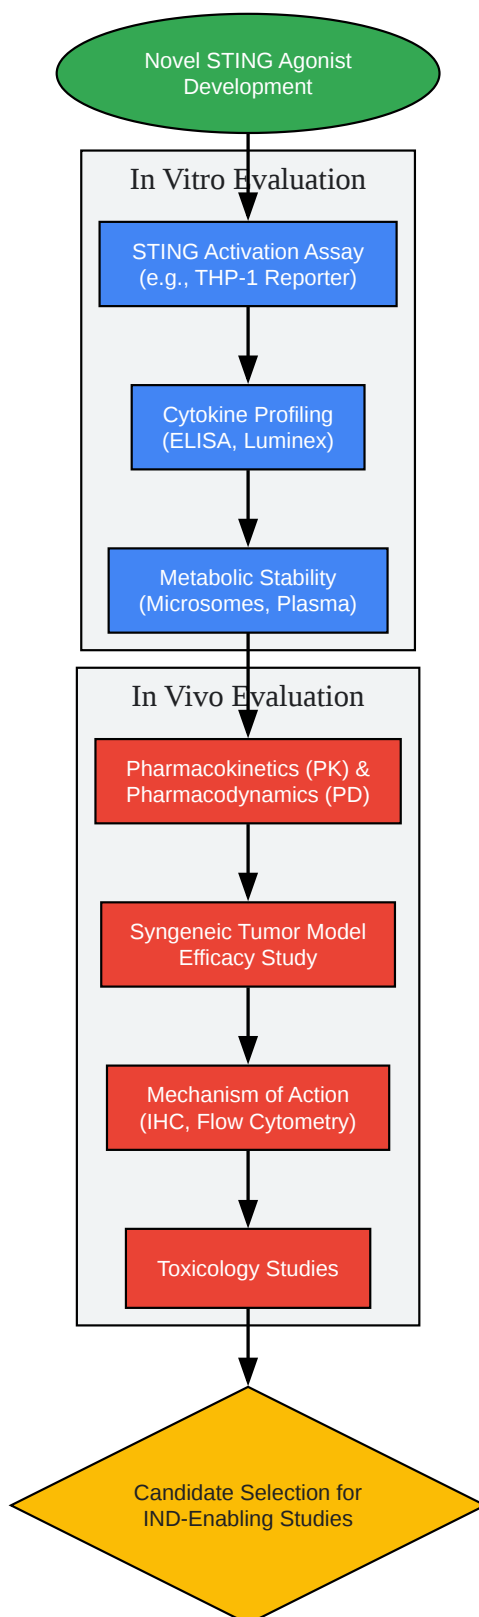 Novel STING Agonist
Development
In Vitro Evaluation
STING Activation Assay
(e.g., THP-1 Reporter)
Cytokine Profiling
(ELISA, Luminex)
Metabolic Stability
(Microsomes, Plasma)
In Vivo Evaluation
Pharmacokinetics (PK) &
Pharmacodynamics (PD)
Syngeneic Tumor Model
Efficacy Study
Mechanism of Action
(IHC, Flow Cytometry)
Toxicology Studies
Candidate Selection for
IND-Enabling Studies